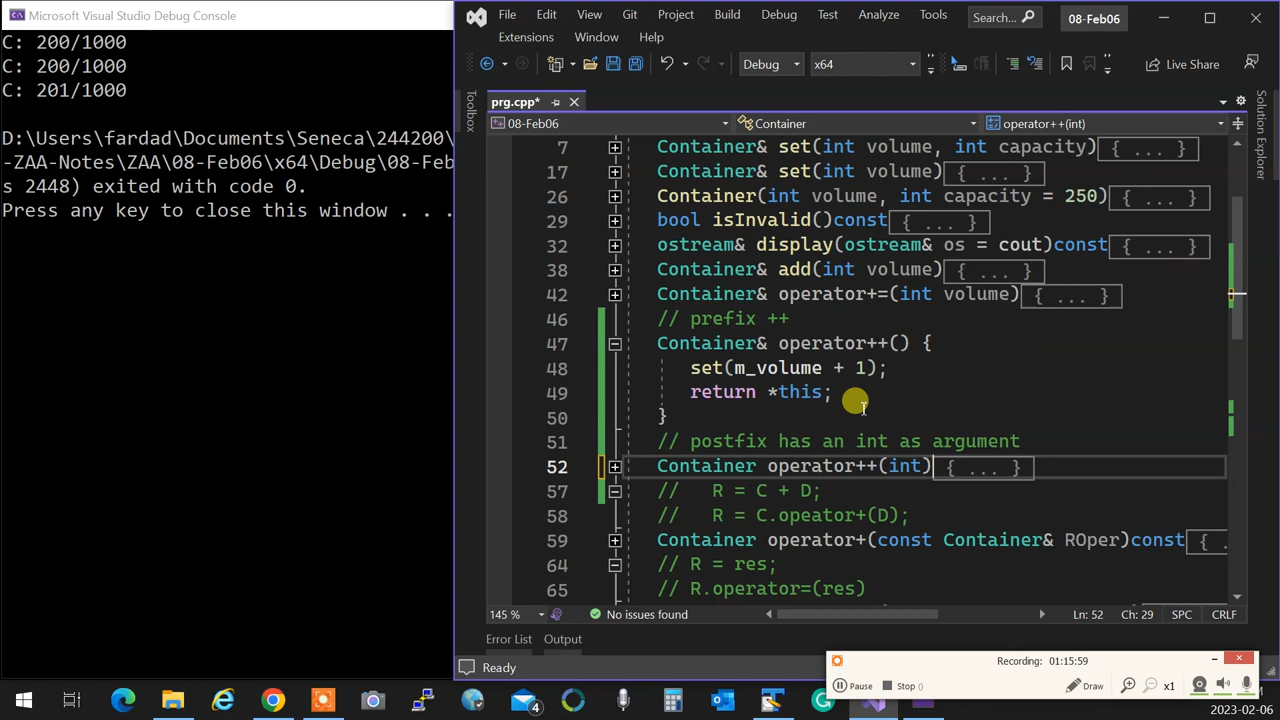 Microsoft Visual Studio Debug Console
C: 200/1000
C: 200/1000
C: 201/1000
D:\Users\fardad\Documents\Seneca\244200\
-ZAA-Notes\ZAA\08-Feb06\x64\Debug\08-Feb
s 2448) exited with code 0.
Press any key to close this window . . .
File Edit View Git Project Build Debug Test Analyze Tools Search... 08-Feb06
Extensions Window Help
Debug x64 Live Share
Toolbox
prg.cpp*
Solution Explorer
08-Feb06 Container operator++(int)
7 Container& set(int volume, int capacity){ ... }
17 Container& set(int volume){ ... }
26 Container(int volume, int capacity = 250){ ... }
29 bool isInvalid()const{ ... }
32 ostream& display(ostream& os = cout)const{ ... }
38 Container& add(int volume){ ... }
42 Container& operator+=(int volume){ ... }
46 // prefix ++
47 Container& operator++() {
48 set(m_volume + 1);
49 return *this;
50 }
51 // postfix has an int as argument
52 Container operator++(int){ ... }
57 // R = C + D;
58 // R = C.opeator+(D);
59 Container operator+(const Container& ROper)const{ ..
64 // R = res;
65 // R.operator=(res)
145 % No issues found Ln: 52 Ch: 29 SPC CRLF
Error List Output
Ready
Recording: 01:15:59
Pause Stop () Draw x1
4
2023-02-06